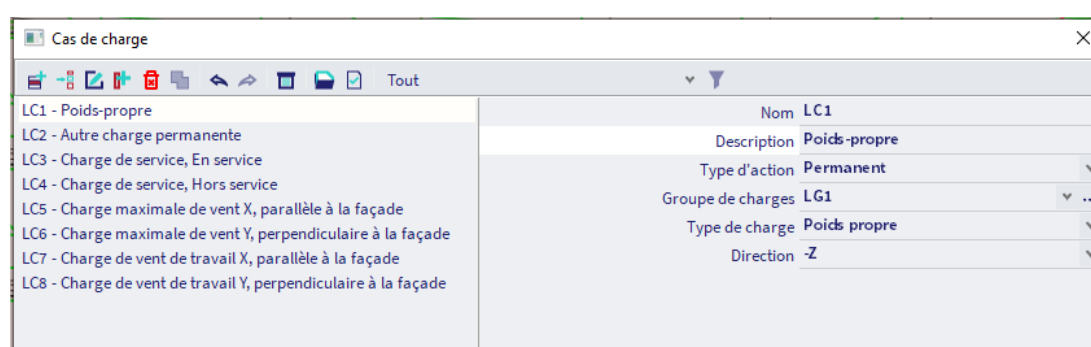 Cas de charge
Tout
LC1 - Poids-propre
LC2 - Autre charge permanente
LC3 - Charge de service, En service
LC4 - Charge de service, Hors service
LC5 - Charge maximale de vent X, parallèle à la façade
LC6 - Charge maximale de vent Y, perpendiculaire à la façade
LC7 - Charge de vent de travail X, parallèle à la façade
LC8 - Charge de vent de travail Y, perpendiculaire à la façade
Nom LC1
Description Poids-propre
Type d'action Permanent
Groupe de charges LG1
Type de charge Poids propre
Direction -Z